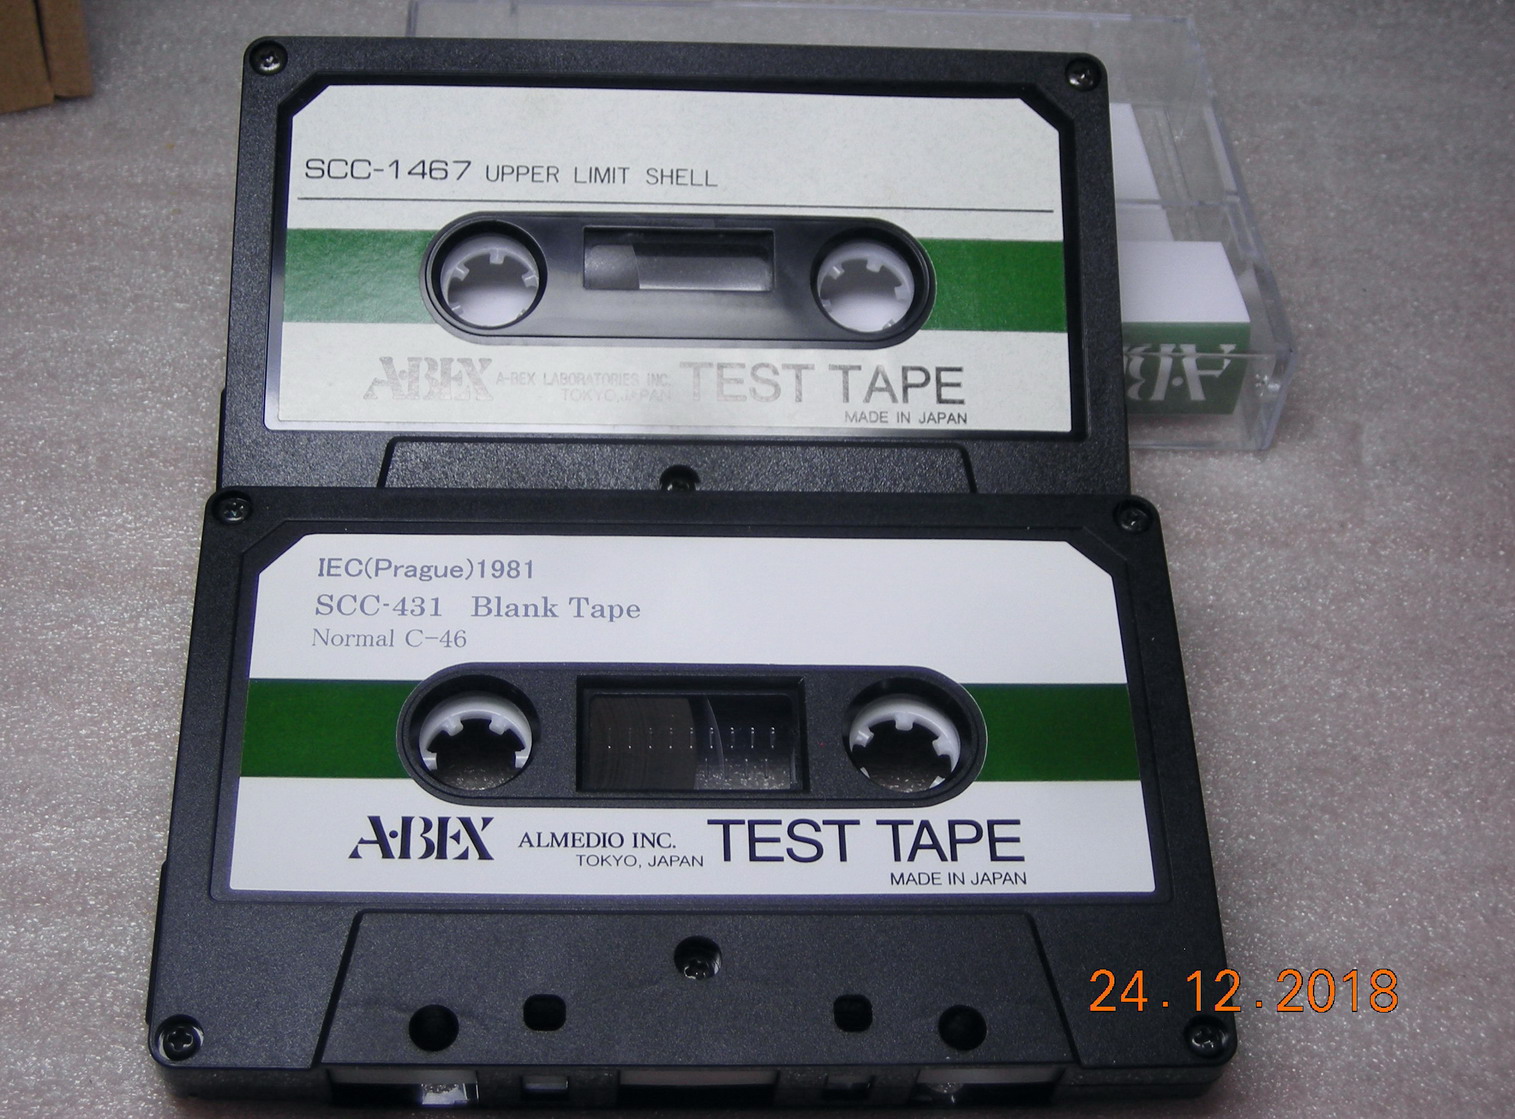 SCC-1467 UPPER LIMIT SHELL
A·BEX A-BEX LABORATORIES INC. TEST TAPE
TOKYO, JAPAN
MADE IN JAPAN
A·BEX
IEC(Prague)1981
SCC-431 Blank Tape
Normal C-46
A·BEX ALMEDIO INC. TEST TAPE
TOKYO, JAPAN
MADE IN JAPAN
24.12.2018